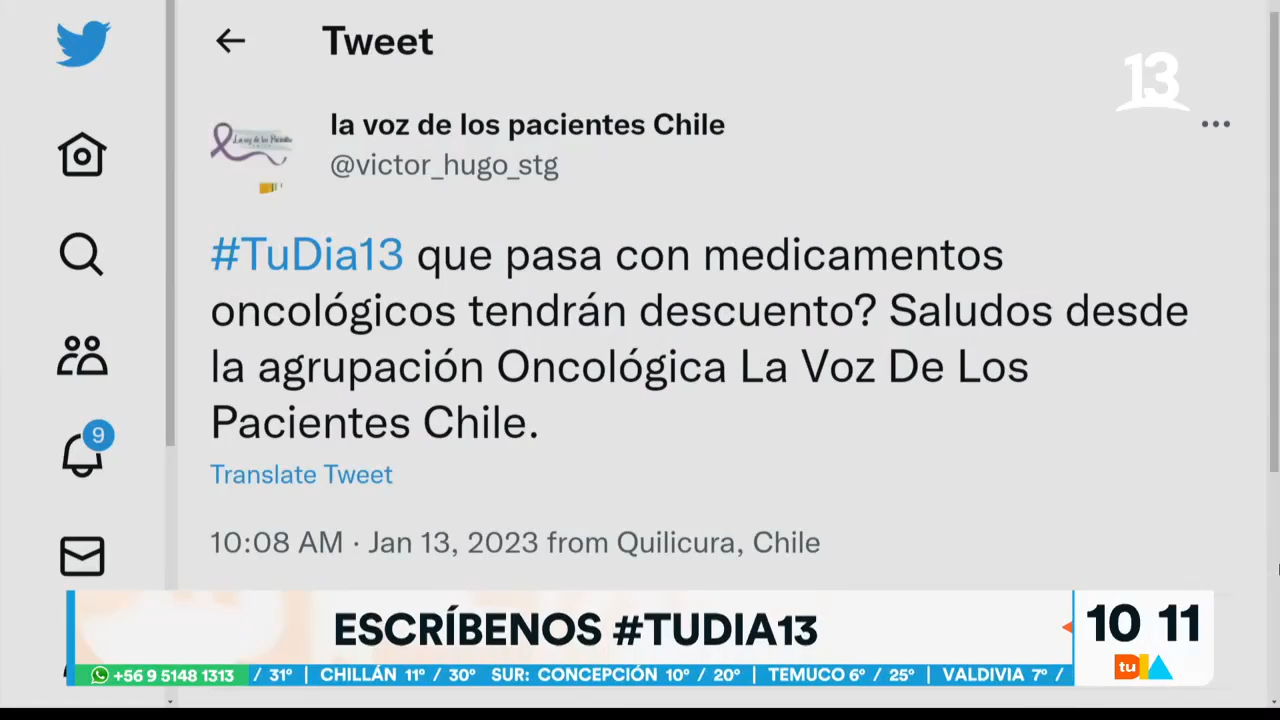 Tweet
13
la voz de los pacientes Chile
@victor_hugo_stg
#TuDia13 que pasa con medicamentos
oncológicos tendrán descuento? Saludos desde
la agrupación Oncológica La Voz De Los
Pacientes Chile.
9
Translate Tweet
10:08 AM · Jan 13, 2023 from Quilicura, Chile
ESCRÍBENOS #TUDIA13
10 11
+56 9 5148 1313 / 31° | CHILLÁN 11° / 30° SUR: CONCEPCIÓN 10° / 20° | TEMUCO 6° / 25° | VALDIVIA 7° /
tu DIA